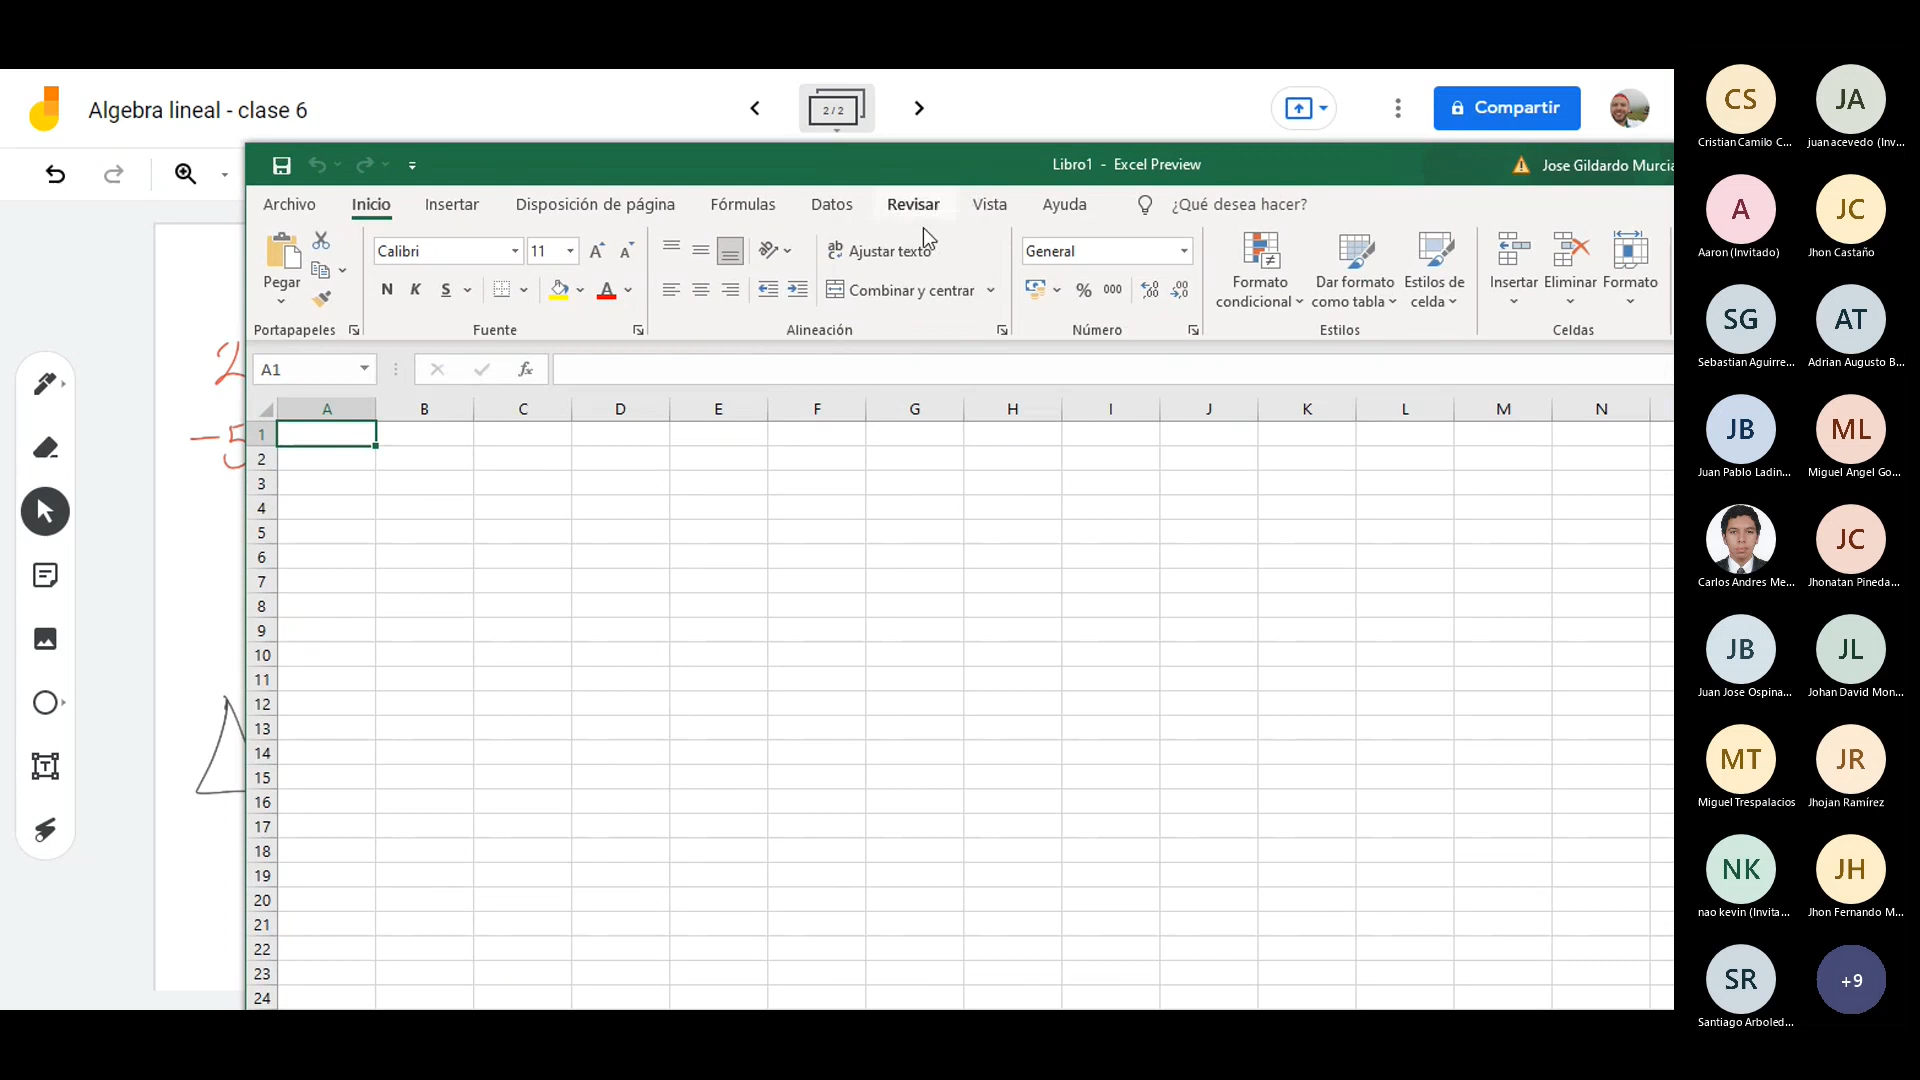 Algebra lineal - clase 6
2 / 2
Compartir
Libro1 - Excel Preview
Jose Gildardo Murcia
Archivo Inicio Insertar Disposición de página Fórmulas Datos Revisar Vista Ayuda ¿Qué desea hacer?
Pegar
Calibri 11
N K S
Ajustar texto
Combinar y centrar
General
% 000
Formato condicional
Dar formato como tabla
Estilos de celda
Insertar Eliminar Formato
Portapapeles Fuente Alineación Número Estilos Celdas
A1
fx
A B C D E F G H I J K L M N
1
2
3
4
5
6
7
8
9
10
11
12
13
14
15
16
17
18
19
20
21
22
23
24
2
-5
CS JA
Cristian Camilo C... juan acevedo (Inv...
A JC
Aaron (Invitado) Jhon Castaño
SG AT
Sebastian Aguirre... Adrian Augusto B...
JB ML
Juan Pablo Ladin... Miguel Angel Go...
JC
Carlos Andres Me... Jhonatan Pineda...
JB JL
Juan Jose Ospina... Johan David Mon...
MT JR
Miguel Trespalacios Jhojan Ramírez
NK JH
nao kevin (Invita... Jhon Fernando M...
SR +9
Santiago Arboled...